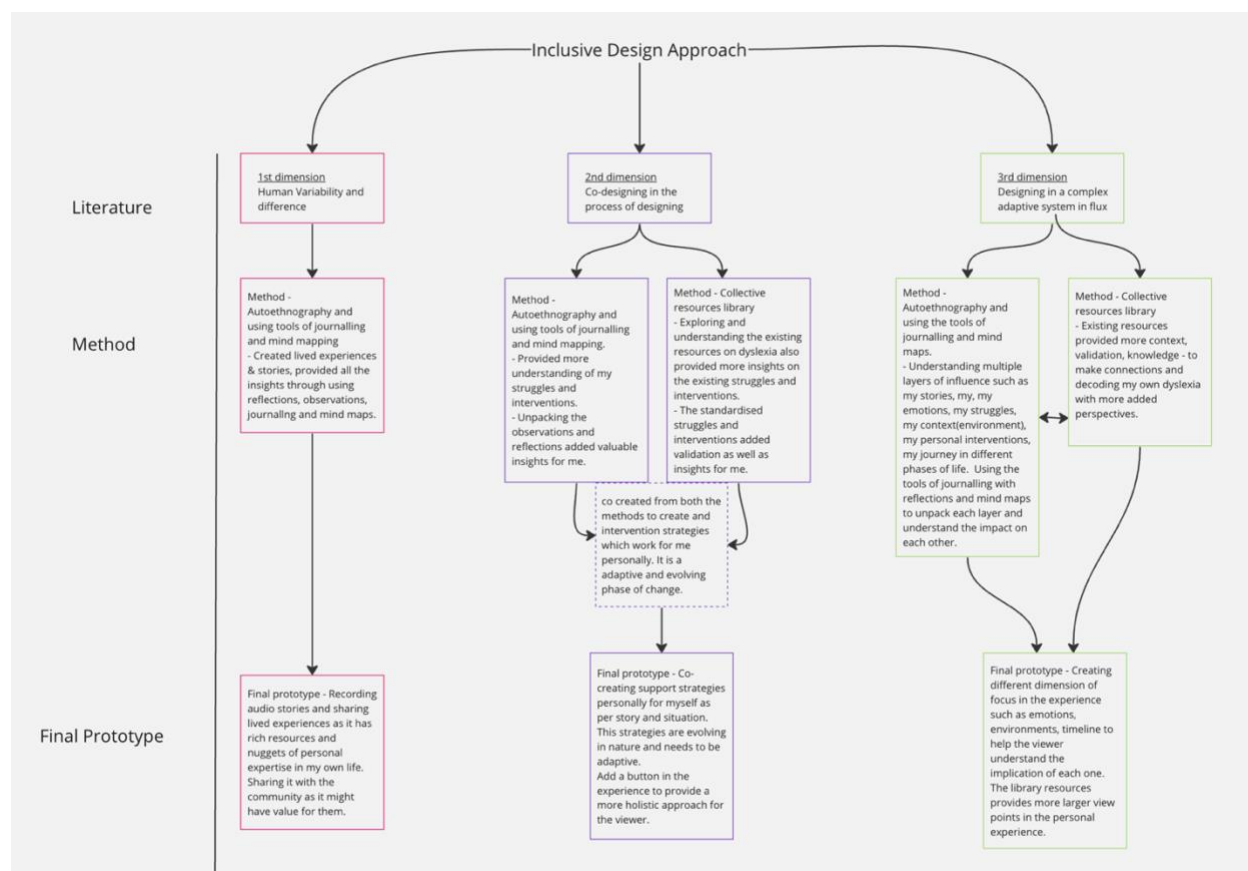 Inclusive Design Approach
Literature
1st dimension
Human Variability and
difference
2nd dimension
Co-designing in the
process of designing
3rd dimension
Designing in a complex
adaptive system in flux
Method
Method -
Autoethnography and
using tools of journalling
and mind mapping
- Created lived experiences
& stories, provided all the
insights through using
reflections, observations,
journallng and mind maps.
Method -
Autoethnography and
using tools of journalling
and mind mapping.
- Provided more
understanding of my
struggles and
interventions.
- Unpacking the
observations and
reflections added valuable
insights for me.
Method - Collective
resources library
- Exploring and
understanding the existing
resources on dyslexia also
provided more insights on
the existing struggles and
interventions.
- The standardised
struggles and
interventions added
validation as well as
insights for me.
co created from both the
methods to create and
intervention strategies
which work for me
personally. It is a
adaptive and evolving
phase of change.
Method -
Autoethnography and
using the tools of
journalling and mind
maps.
- Understanding multiple
layers of influence such as
my stories, my, my
emotions, my struggles,
my context(environment),
my personal interventions,
my journey in different
phases of life.  Using the
tools of journalling with
reflections and mind maps
to unpack each layer and
understand the impact on
each other.
Method - Collective
resources library
- Existing resources
provided more context,
validation, knowledge - to
make connections and
decoding my own dyslexia
with more added
perspectives.
Final Prototype
Final prototype - Recording
audio stories and sharing
lived experiences as it has
rich resources and
nuggets of personal
expertise in my own life.
Sharing it with the
community as it might
have value for them.
Final prototype - Co-
creating support strategies
personally for myself as
per story and situation.
This strategies are evolving
in nature and needs to be
adaptive.
Add a button in the
experience to provide a
more holistic approach for
the viewer.
Final prototype - Creating
different dimension of
focus in the experience
such as emotions,
environments, timeline to
help the viewer
understand the
implication of each one.
The library resources
provides more larger view
points in the personal
experience.